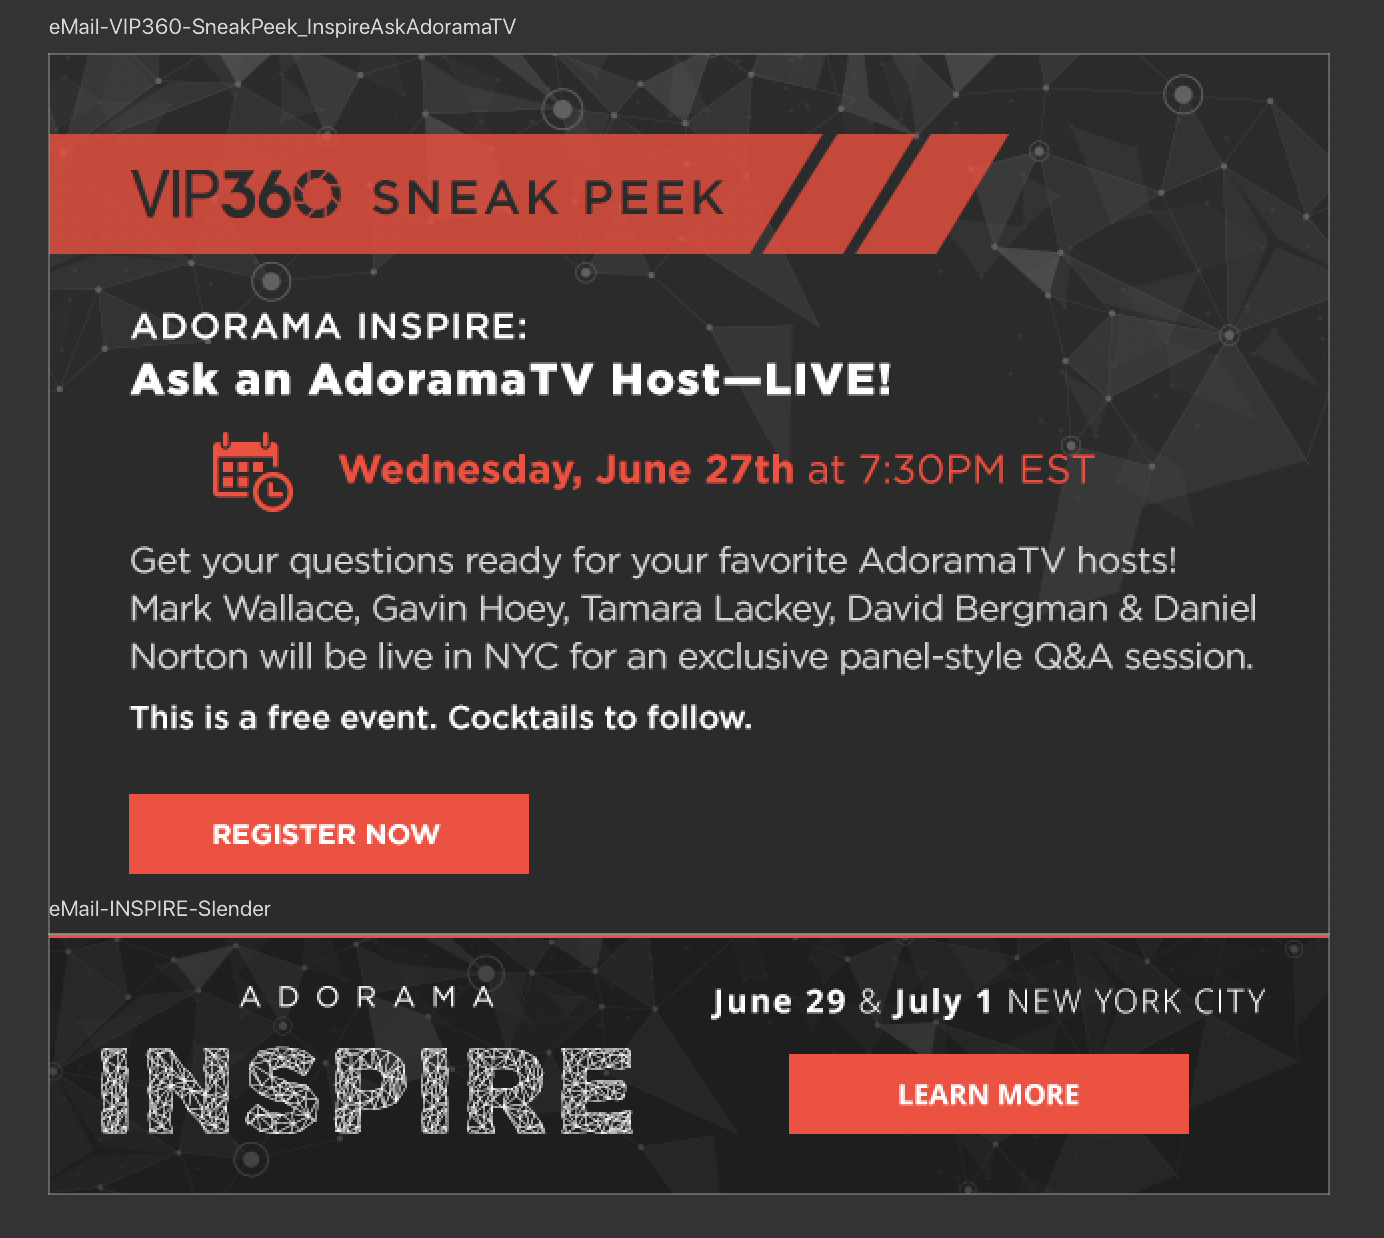 eMail-VIP360-SneakPeek_InspireAskAdoramaTV
VIP360 SNEAK PEEK
ADORAMA INSPIRE:
Ask an AdoramaTV Host—LIVE!
Wednesday, June 27th at 7:30PM EST
Get your questions ready for your favorite AdoramaTV hosts!
Mark Wallace, Gavin Hoey, Tamara Lackey, David Bergman & Daniel
Norton will be live in NYC for an exclusive panel-style Q&A session.
This is a free event. Cocktails to follow.
REGISTER NOW
eMail-INSPIRE-Slender
ADORAMA
INSPIRE
June 29 & July 1 NEW YORK CITY
LEARN MORE